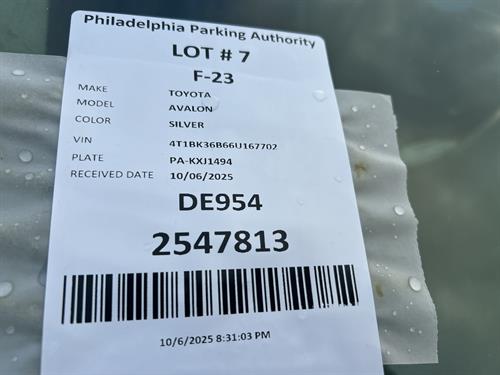 Philadelphia Parking Authority
LOT # 7
F-23
MAKE TOYOTA
MODEL AVALON
COLOR SILVER
VIN 4T1BK36B66U167702
PLATE PA-KXJ1494
RECEIVED DATE 10/06/2025
DE954
2547813
10/6/2025 8:31:03 PM